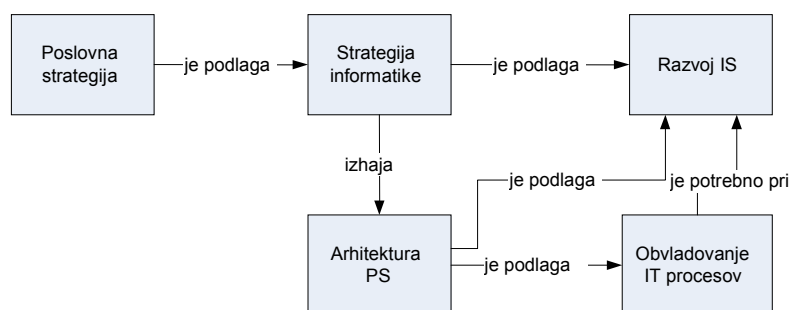 Poslovna
strategija
je podlaga
Strategija
informatike
je podlaga
Razvoj IS
izhaja
je podlaga
je potrebno pri
Arhitektura
PS
je podlaga
Obvladovanje
IT procesov